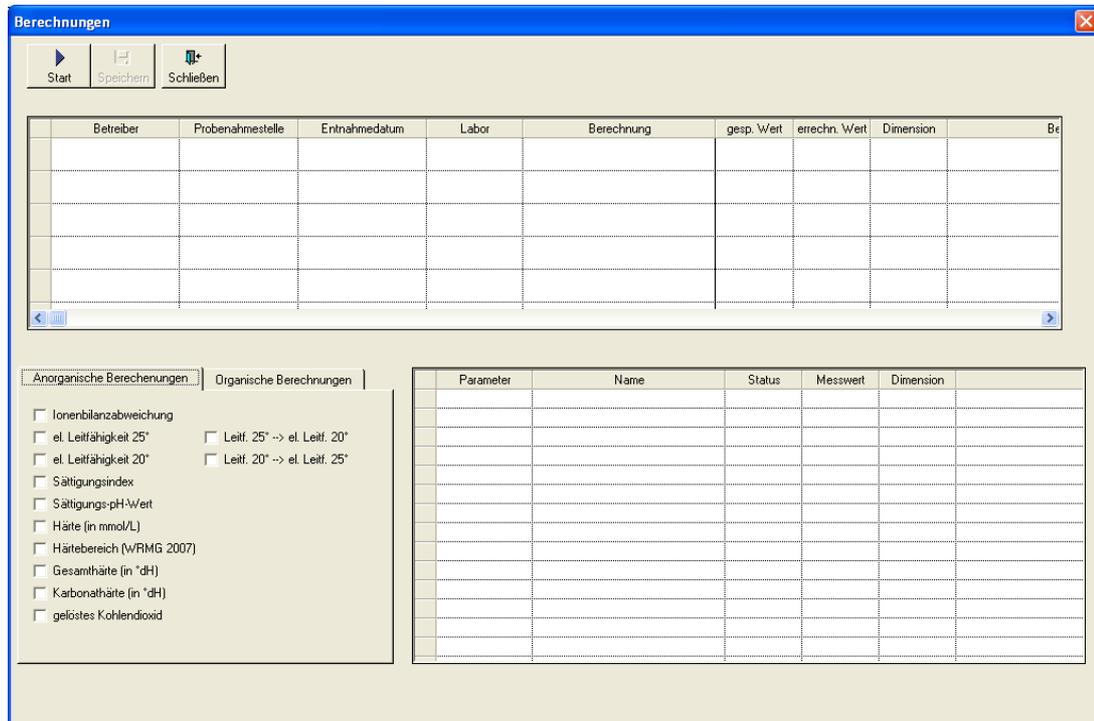 Berechnungen
Start Speichern Schließen
Betreiber Probenahmestelle Entnahmedatum Labor Berechnung gesp. Wert errechn. Wert Dimension Be
Anorganische Berechenungen Organische Berechnungen
Ionenbilanzabweichung
el. Leitfähigkeit 25° Leitf. 25° --> el. Leitf. 20°
el. Leitfähigkeit 20° Leitf. 20° --> el. Leitf. 25°
Sättigungsindex
Sättigungs-pH-Wert
Härte (in mmol/L)
Härtebereich (WRMG 2007)
Gesamthärte (in °dH)
Karbonathärte (in °dH)
gelöstes Kohlendioxid
Parameter Name Status Messwert Dimension